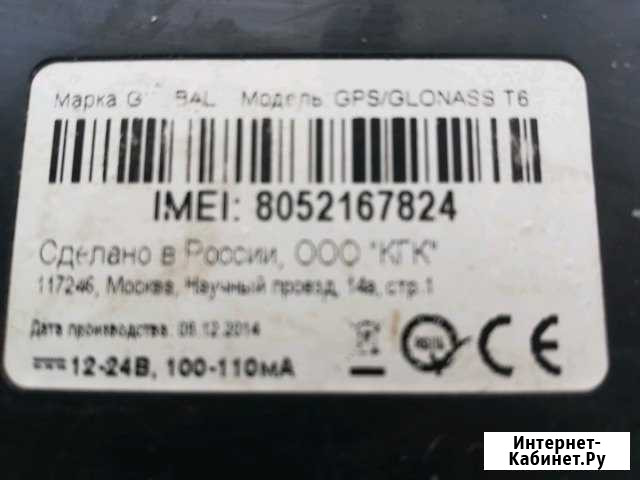 Марка Модель: GPS/GLONASS T6
IMEI: 8052167824
Сделано в России, ООО "КГК"
117246, Москва, Научный проезд, 14а, стр.1
Дата производства: 05.12.2014
12-24В, 100-110мА
CE
Интернет-
Кабинет.Ру